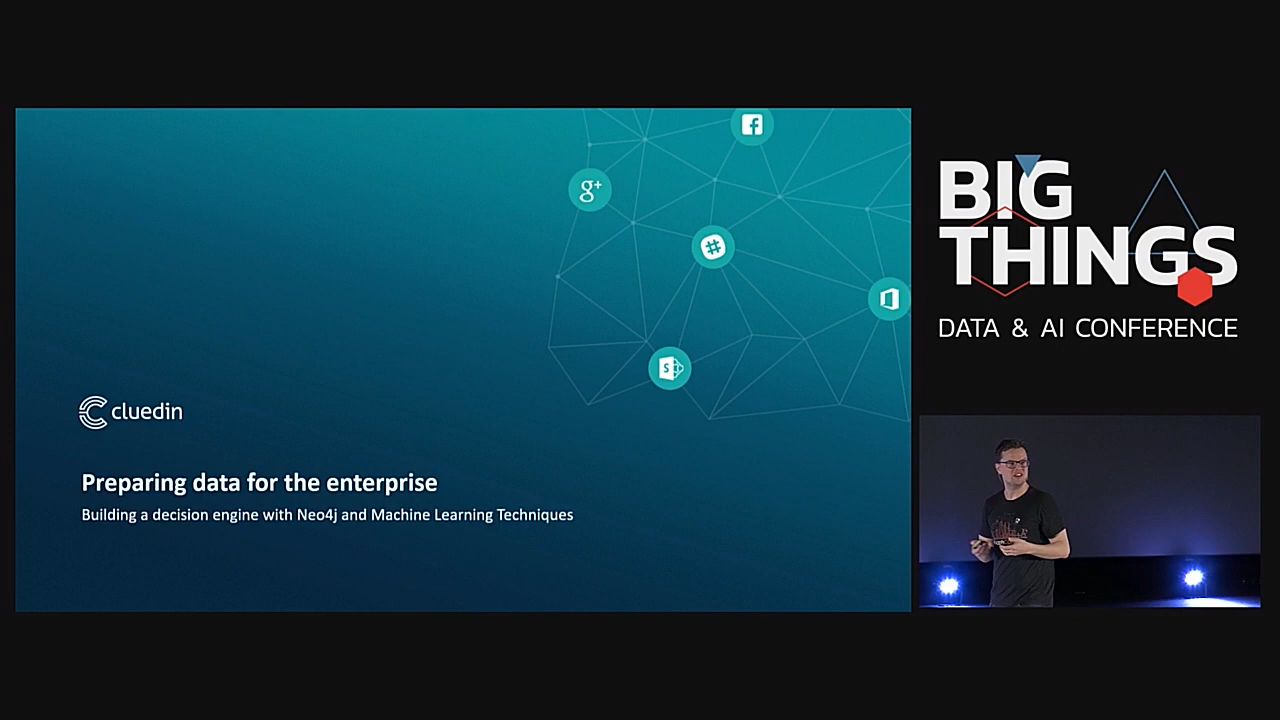 cluedin
Preparing data for the enterprise
Building a decision engine with Neo4j and Machine Learning Techniques
BIG
THINGS
DATA & AI CONFERENCE